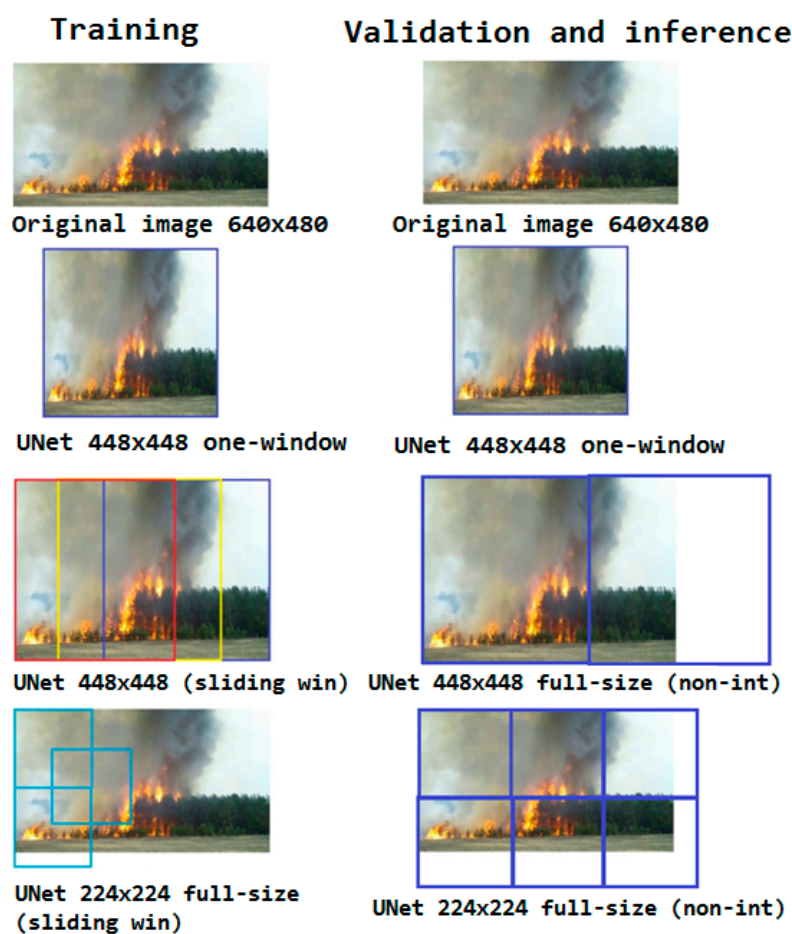 Training
Validation and inference
Original image 640x480
Original image 640x480
UNet 448x448 one-window
UNet 448x448 one-window
UNet 448x448 (sliding win)
UNet 448x448 full-size (non-int)
UNet 224x224 full-size
(sliding win)
UNet 224x224 full-size (non-int)